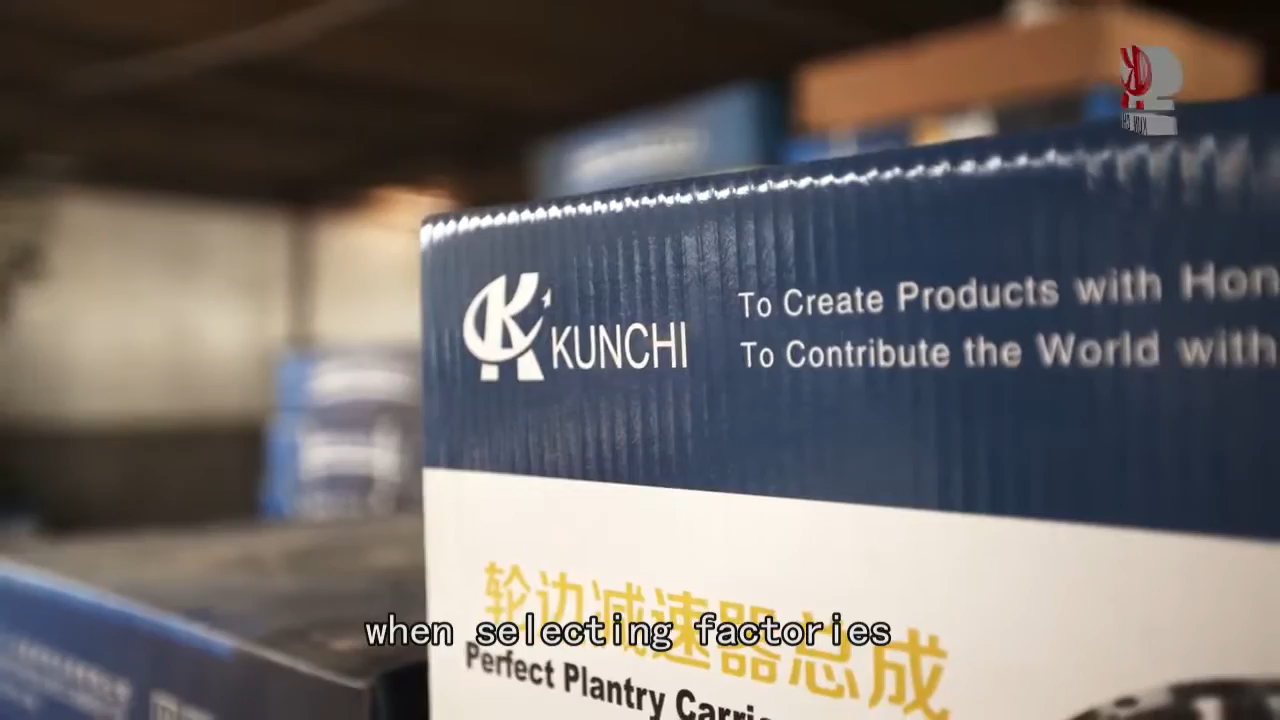 KUNCHI
To Create Products with Hon
To Contribute the World with
轮边减速器总成
when selecting factories
Perfect Plantry Carri